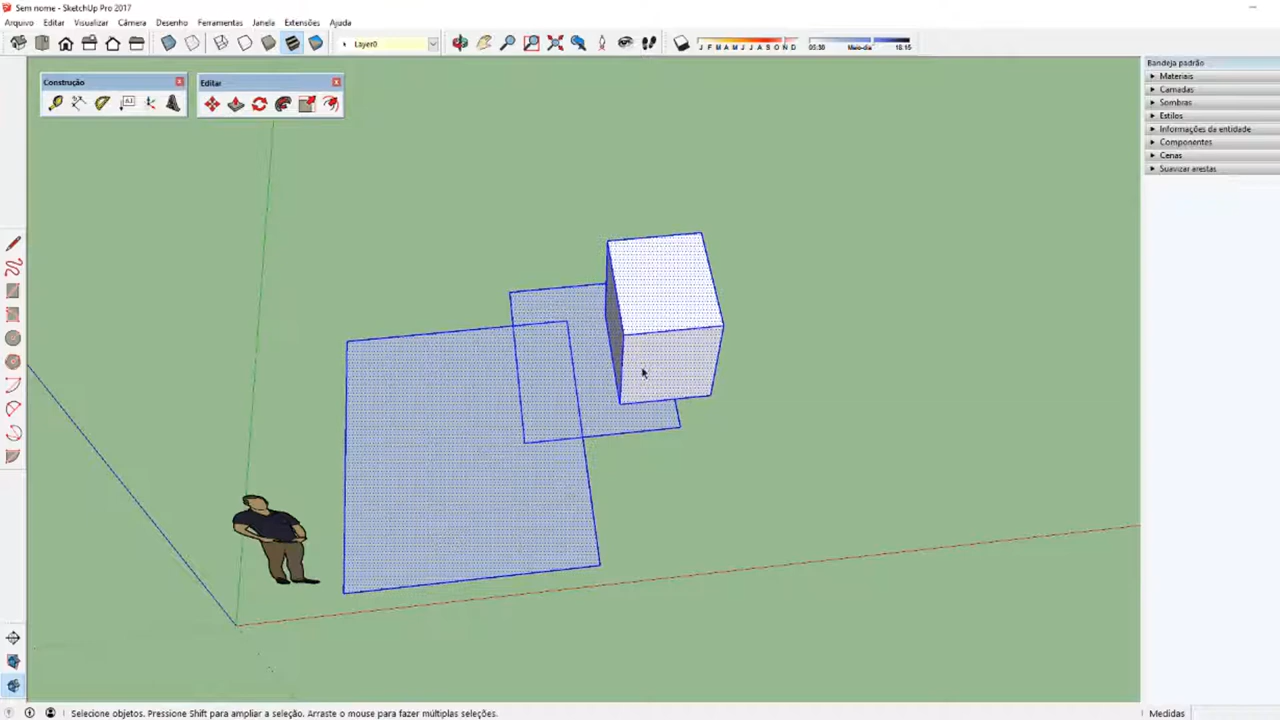 Sem nome - SketchUp Pro 2017
Arquivo Editar Visualizar Câmera Desenho Ferramentas Janela Extensões Ajuda
Layer0
J F M A M J J A S O N D
05:30 Meio-dia 18:15
Construção
Editar
Bandeja padrão
Materiais
Camadas
Sombras
Estilos
Informações da entidade
Componentes
Cenas
Suavizar arestas
Selecione objetos. Pressione Shift para ampliar a seleção. Arraste o mouse para fazer múltiplas seleções.
Medidas